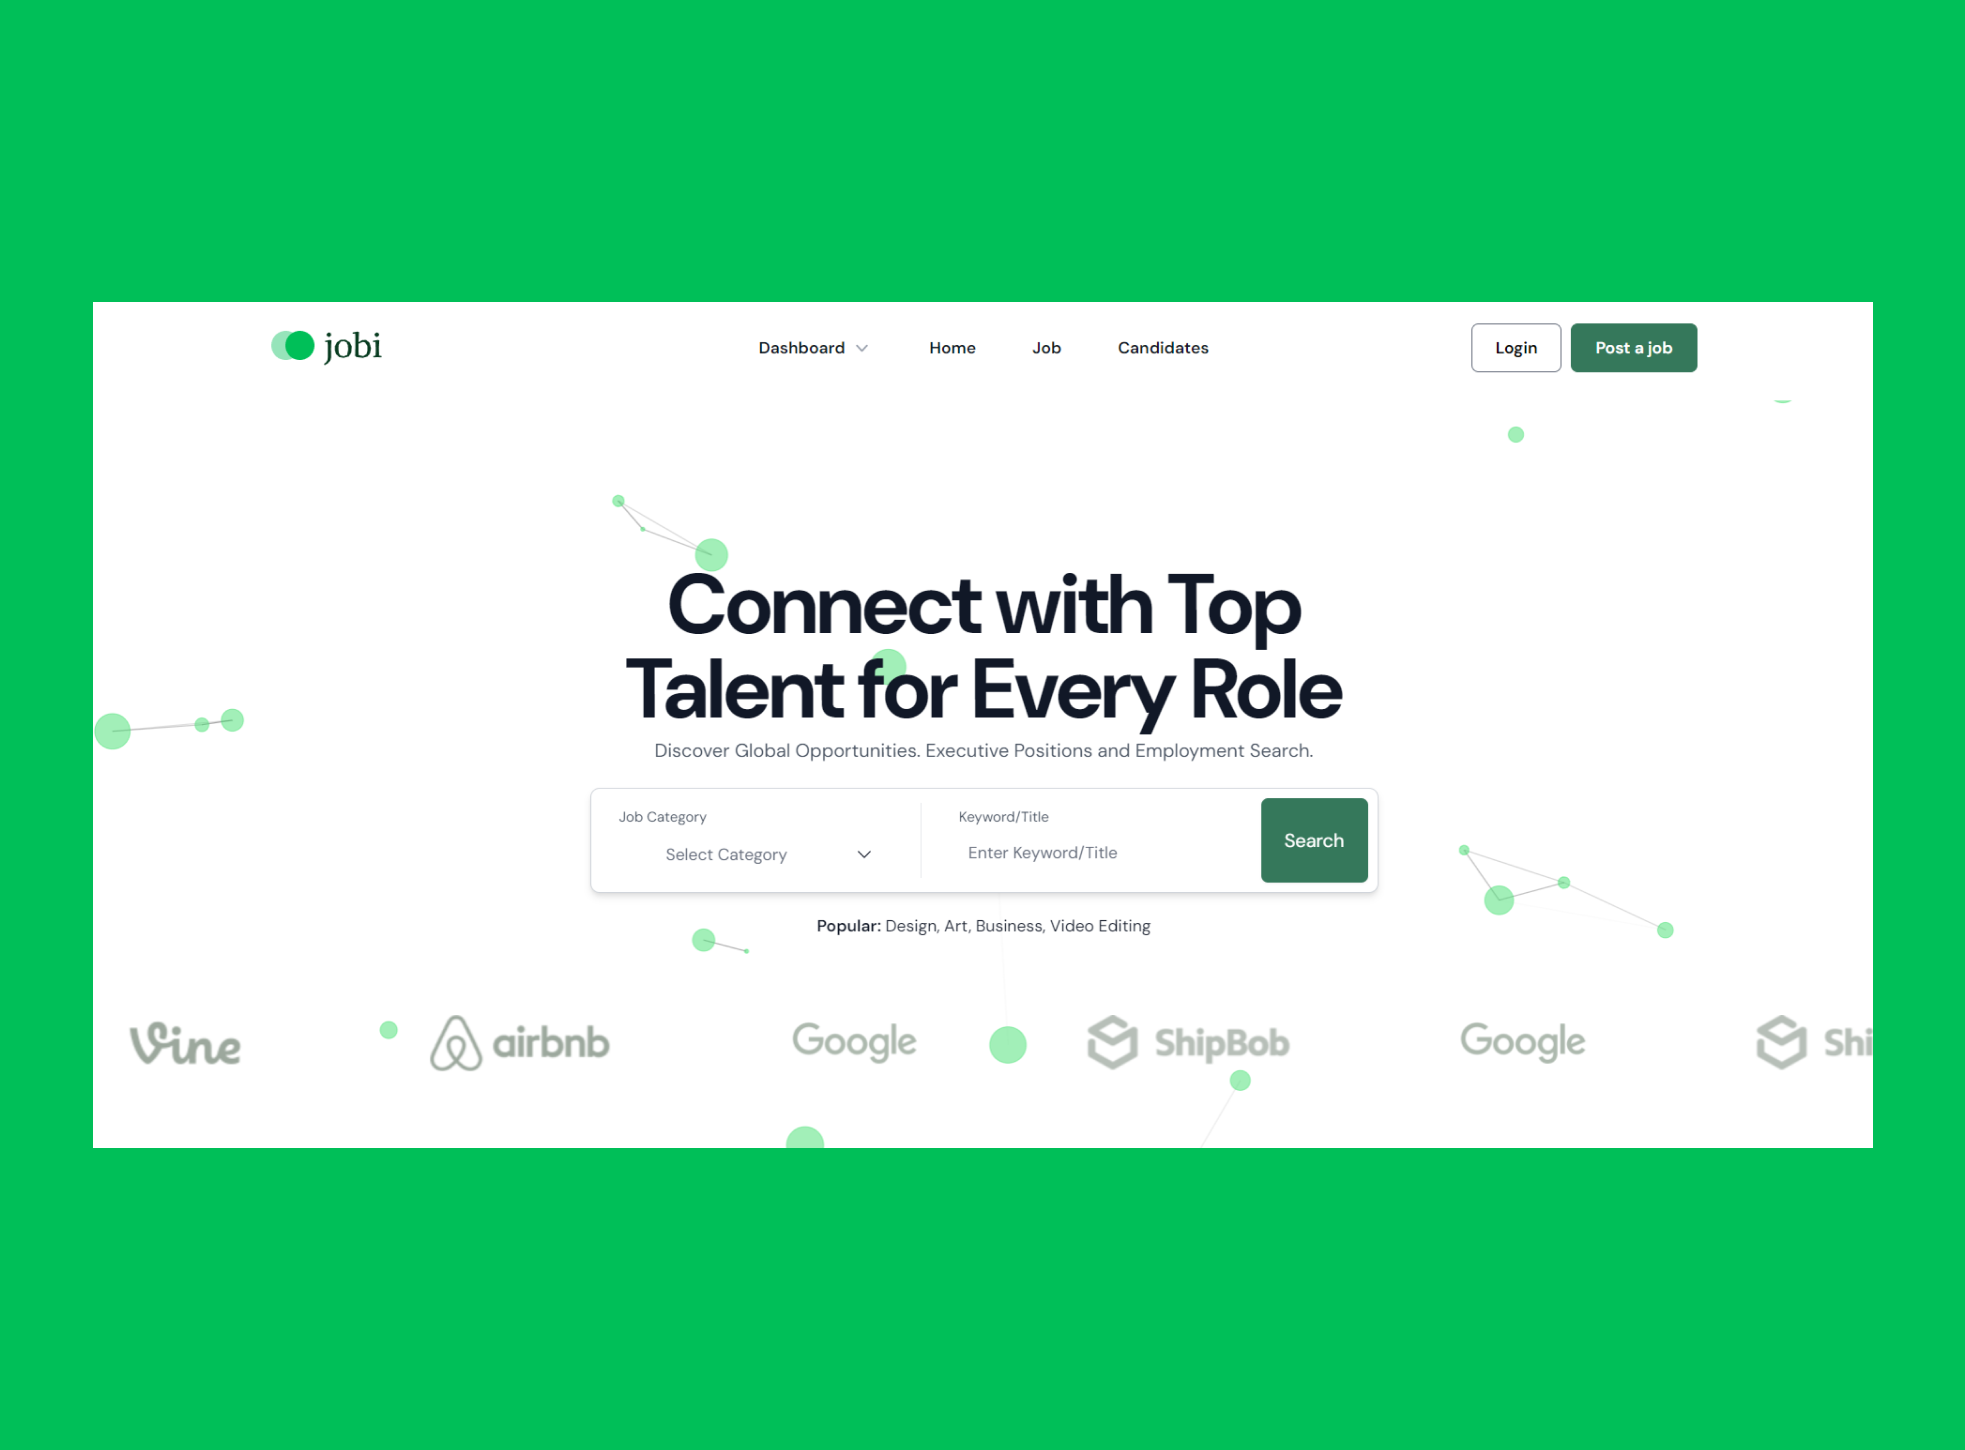 jobi
Dashboard
Home
Job
Candidates
Login
Post a job
Connect with Top
Talent for Every Role
Discover Global Opportunities. Executive Positions and Employment Search.
Job Category
Select Category
Keyword/Title
Enter Keyword/Title
Search
Popular: Design, Art, Business, Video Editing
Vine
airbnb
Google
ShipBob
Google
Shi